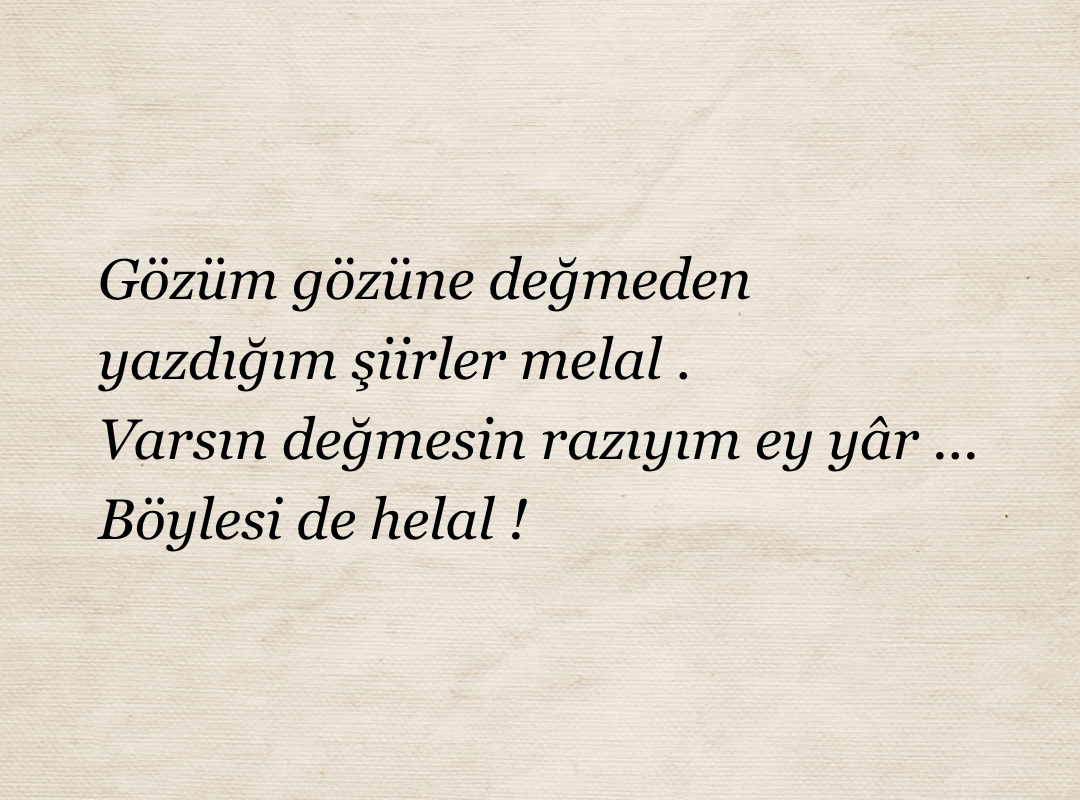 Gözüm gözüne değmeden
yazdığım şiirler melal .
Varsın değmesin razıyım ey yâr ...
Böylesi de helal !